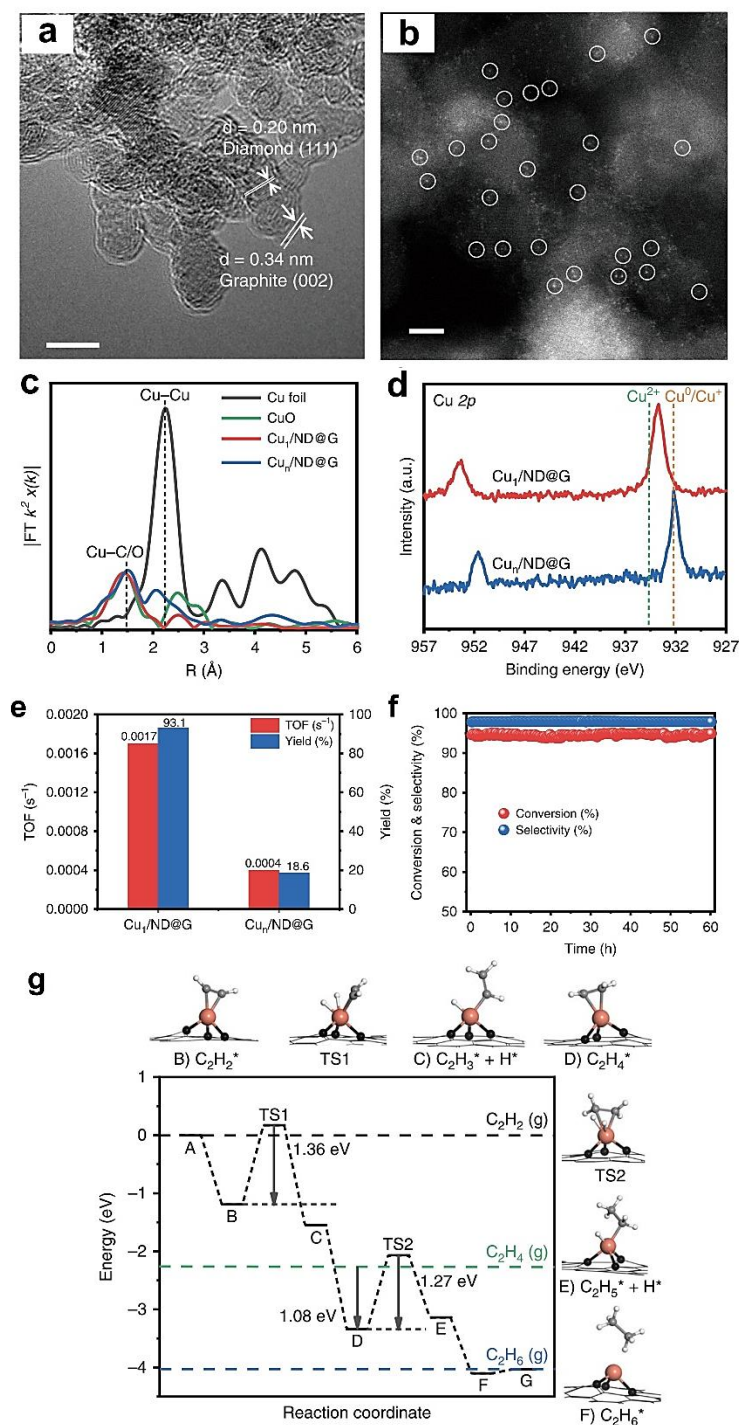 a
d = 0.20 nm
Diamond (111)
d = 0.34 nm
Graphite (002)
b
c
Cu–Cu
Cu foil
CuO
Cu₁/ND@G
Cuₙ/ND@G
Cu–C/O
|FT k² x(k)|
0 1 2 3 4 5 6
R (Å)
d
Cu 2p
Cu²⁺
Cu⁰/Cu⁺
Cu₁/ND@G
Cuₙ/ND@G
Intensity (a.u.)
957 952 947 942 937 932 927
Binding energy (eV)
e
0.0020
0.0016
0.0012
0.0008
0.0004
0.0000
TOF (s⁻¹)
0.0017
93.1
TOF (s⁻¹)
Yield (%)
0.0004
18.6
100
80
60
40
20
0
Yield (%)
Cu₁/ND@G
Cuₙ/ND@G
f
100
95
90
85
80
75
50
Conversion & selectivity (%)
Conversion (%)
Selectivity (%)
0 10 20 30 40 50 60
Time (h)
g
B) C₂H₂*
TS1
C) C₂H₃* + H*
D) C₂H₄*
1
0
−1
−2
−3
−4
Energy (eV)
A
B
TS1
1.36 eV
C
C₂H₂ (g)
TS2
C₂H₄ (g)
1.27 eV
1.08 eV
D
E
C₂H₆ (g)
F
G
Reaction coordinate
TS2
E) C₂H₅* + H*
F) C₂H₆*